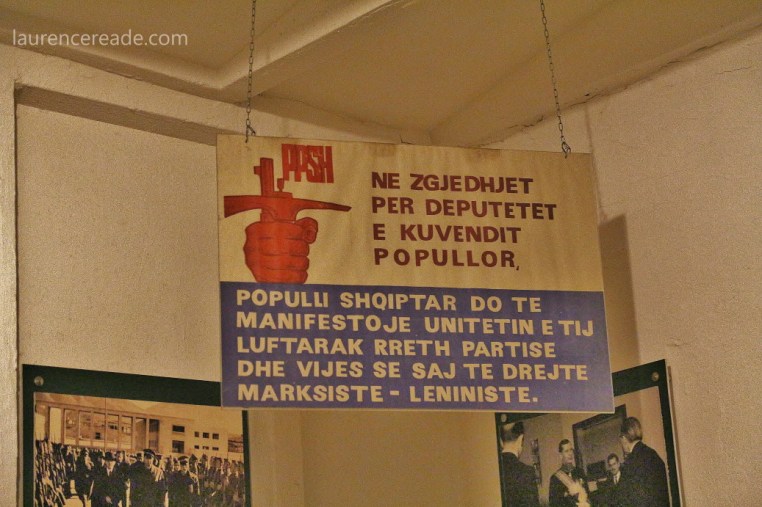 laurencereade.com
PPSH
NE ZGJEDHJET
PER DEPUTETET
E KUVENDIT
POPULLOR,
POPULLI SHQIPTAR DO TE
MANIFESTOJE UNITETIN E TIJ
LUFTARAK RRETH PARTISE
DHE VIJES SE SAJ TE DREJTE
MARKSISTE - LENINISTE.